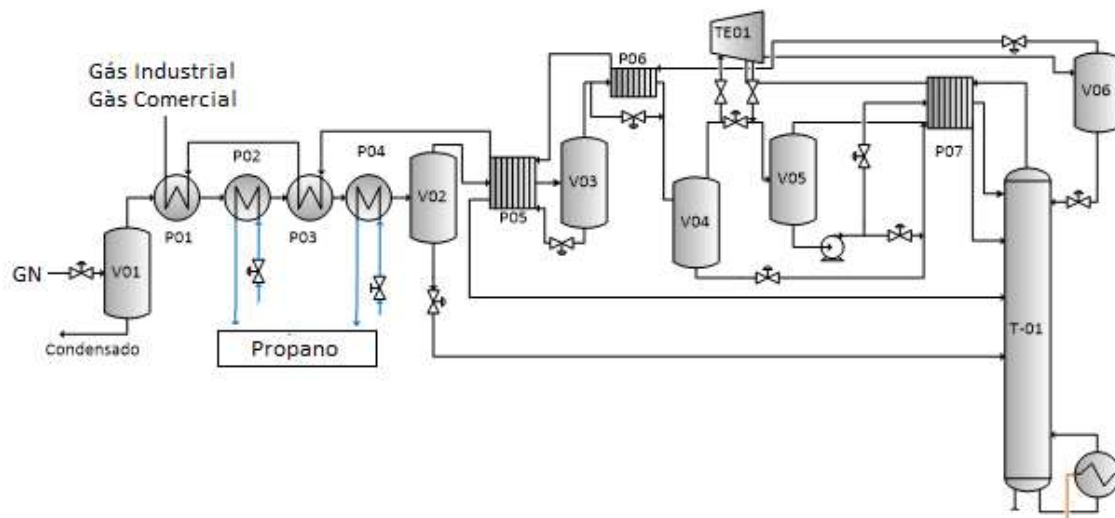 Gás Industrial
Gàs Comercial
TE01
P06
V06
P02
P04
V02
V03
P07
V05
V04
P05
P01
P03
GN
V01
T-01
Condensado
Propano